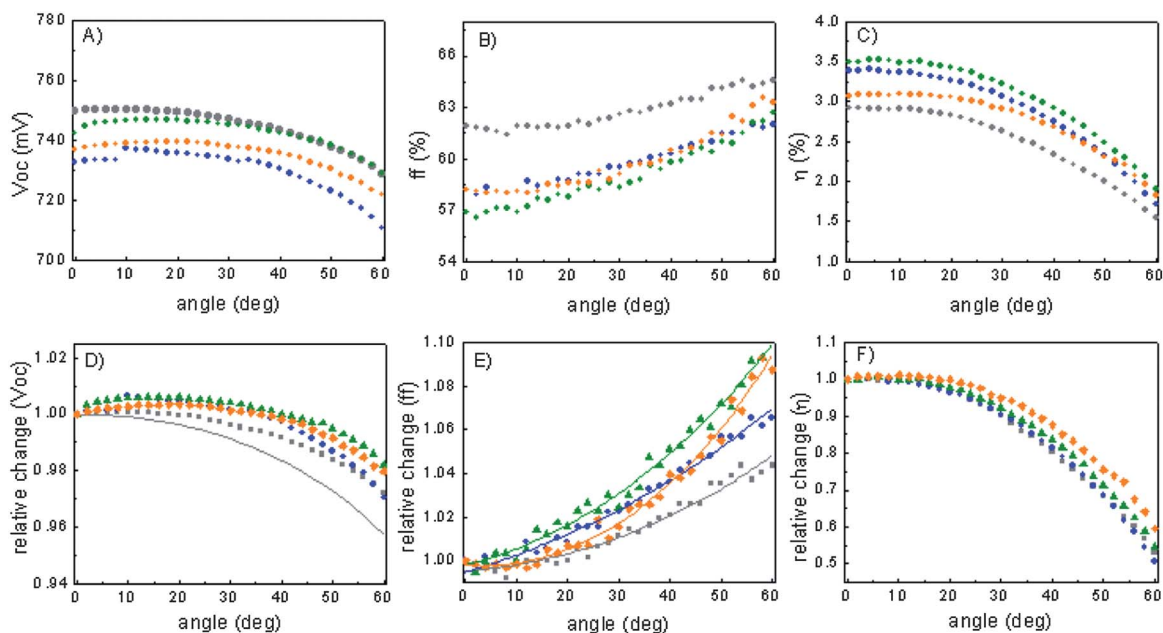 A)
Voc (mV)
780
760
740
720
700
0 10 20 30 40 50 60
angle (deg)
B)
ff (%)
66
63
60
57
54
0 10 20 30 40 50 60
angle (deg)
C)
η (%)
4.0
3.5
3.0
2.5
2.0
1.5
1.0
0 10 20 30 40 50 60
angle (deg)
D)
relative change (Voc)
1.02
1.00
0.98
0.96
0.94
0 10 20 30 40 50 60
angle (deg)
E)
relative change (ff)
1.10
1.08
1.06
1.04
1.02
1.00
0 10 20 30 40 50 60
angle (deg)
F)
relative change (η)
1.1
1.0
0.9
0.8
0.7
0.6
0.5
0 10 20 30 40 50 60
angle (deg)